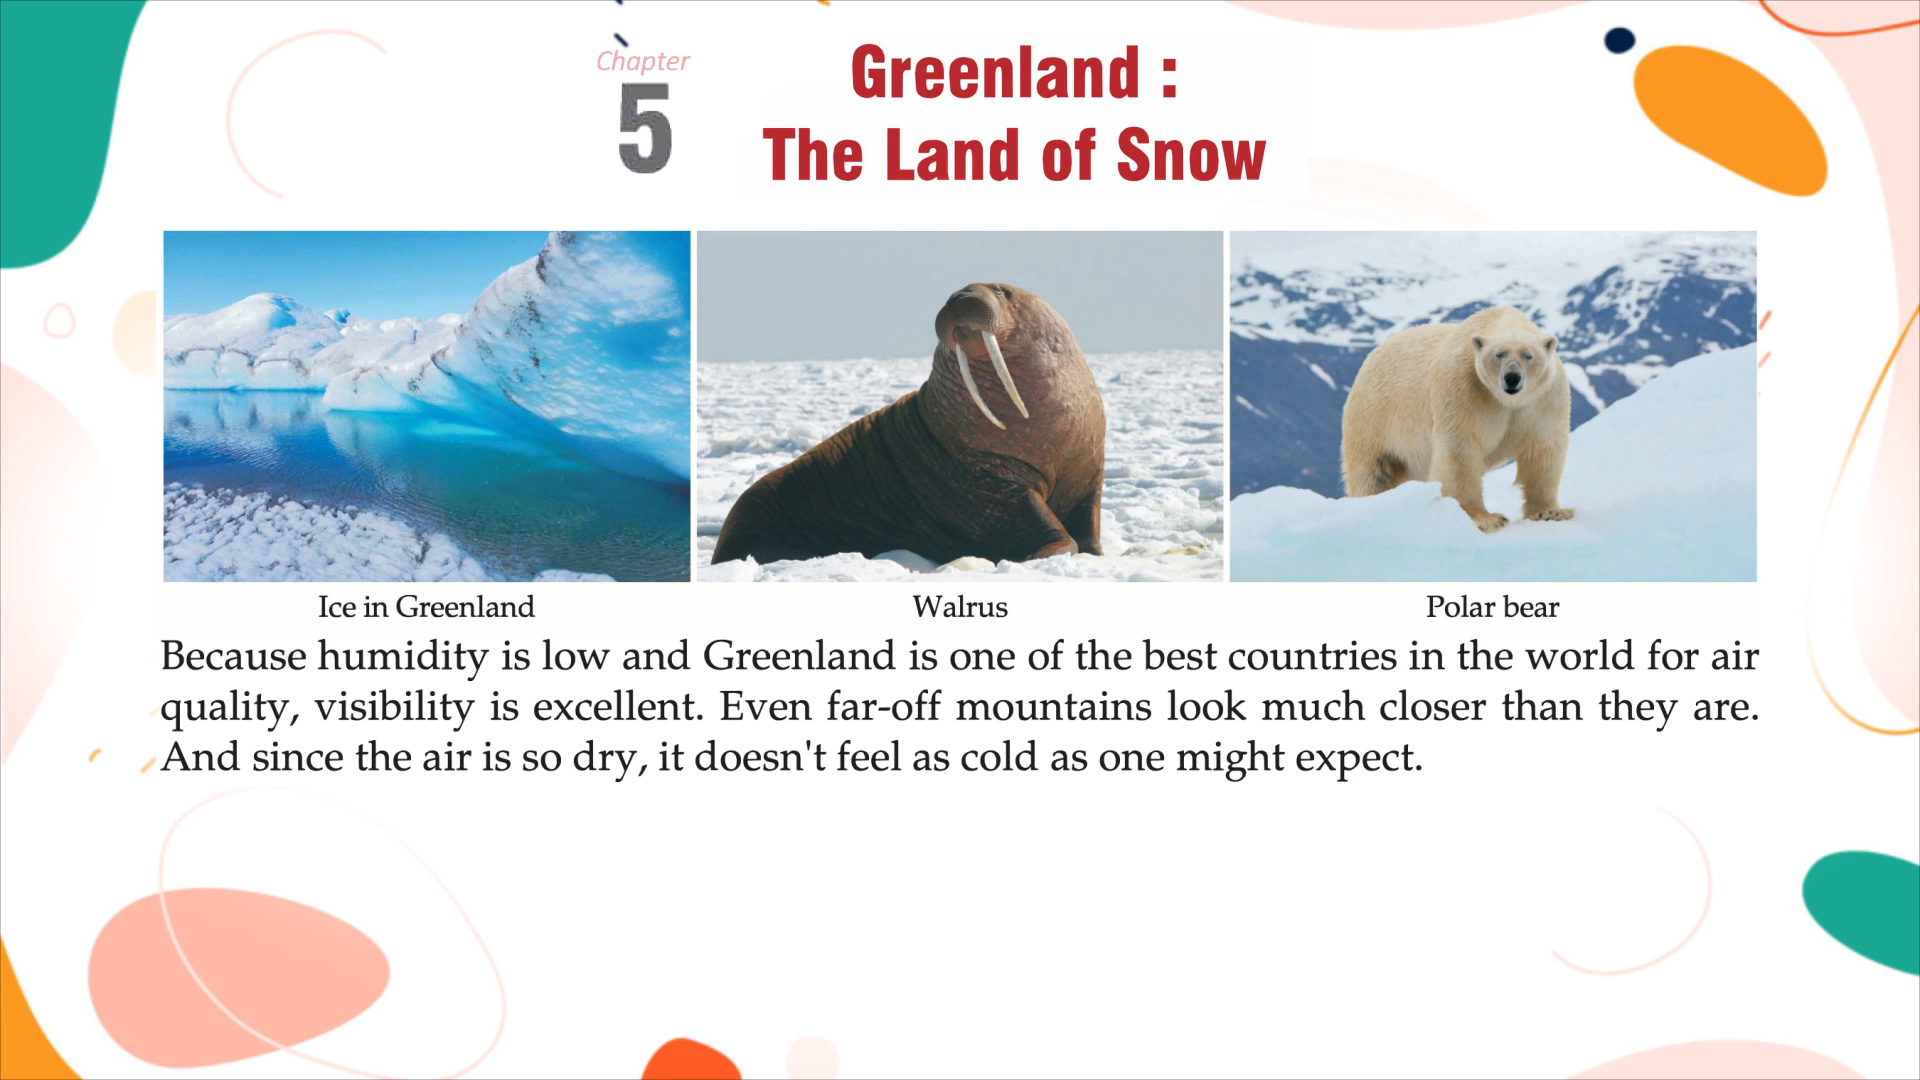 Chapter
5
Greenland :
The Land of Snow
Ice in Greenland
Walrus
Polar bear
Because humidity is low and Greenland is one of the best countries in the world for air
quality, visibility is excellent. Even far-off mountains look much closer than they are.
And since the air is so dry, it doesn't feel as cold as one might expect.